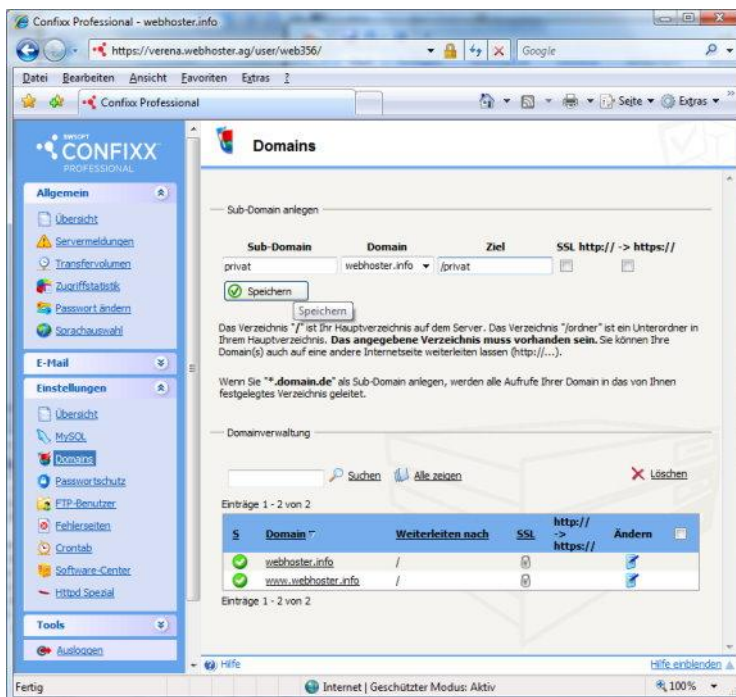 Confixx Professional - webhoster.info
https://verena.webhoster.ag/user/web356/
Google
Datei Bearbeiten Ansicht Favoriten Extras ?
Confixx Professional
Seite Extras
SWSOFT
CONFIXX
PROFESSIONAL
Allgemein
Übersicht
Servermeldungen
Transfervolumen
Zugriffstatistik
Passwort ändern
Sprachauswahl
E-Mail
Einstellungen
Übersicht
MySQL
Domains
Passwortschutz
FTP-Benutzer
Fehlerseiten
Crontab
Software-Center
Httpd Spezial
Tools
Ausloggen
Domains
Sub-Domain anlegen
Sub-Domain Domain Ziel SSL http:// -> https://
privat webhoster.info /privat
Speichern
Speichern
Das Verzeichnis "/" ist Ihr Hauptverzeichnis auf dem Server. Das Verzeichnis "/ordner" ist ein Unterordner in
Ihrem Hauptverzeichnis. Das angegebene Verzeichnis muss vorhanden sein. Sie können Ihre
Domain(s) auch auf eine andere Internetseite weiterleiten lassen (http://...).
Wenn Sie "*.domain.de" als Sub-Domain anlegen, werden alle Aufrufe Ihrer Domain in das von Ihnen
festgelegtes Verzeichnis geleitet.
Domainverwaltung
Suchen Alle zeigen Löschen
Einträge 1 - 2 von 2
S Domain Weiterleiten nach SSL http:// -> https:// Ändern
webhoster.info /
www.webhoster.info /
Einträge 1 - 2 von 2
Hilfe Hilfe einblenden
Fertig Internet | Geschützter Modus: Aktiv 100%